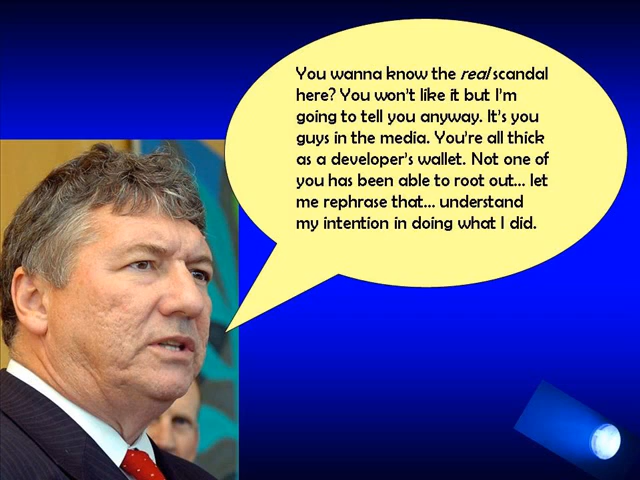 You wanna know the real scandal
here? You won't like it but I'm
going to tell you anyway. It's you
guys in the media. You're all thick
as a developer's wallet. Not one of
you has been able to root out... let
me rephrase that... understand
my intention in doing what I did.